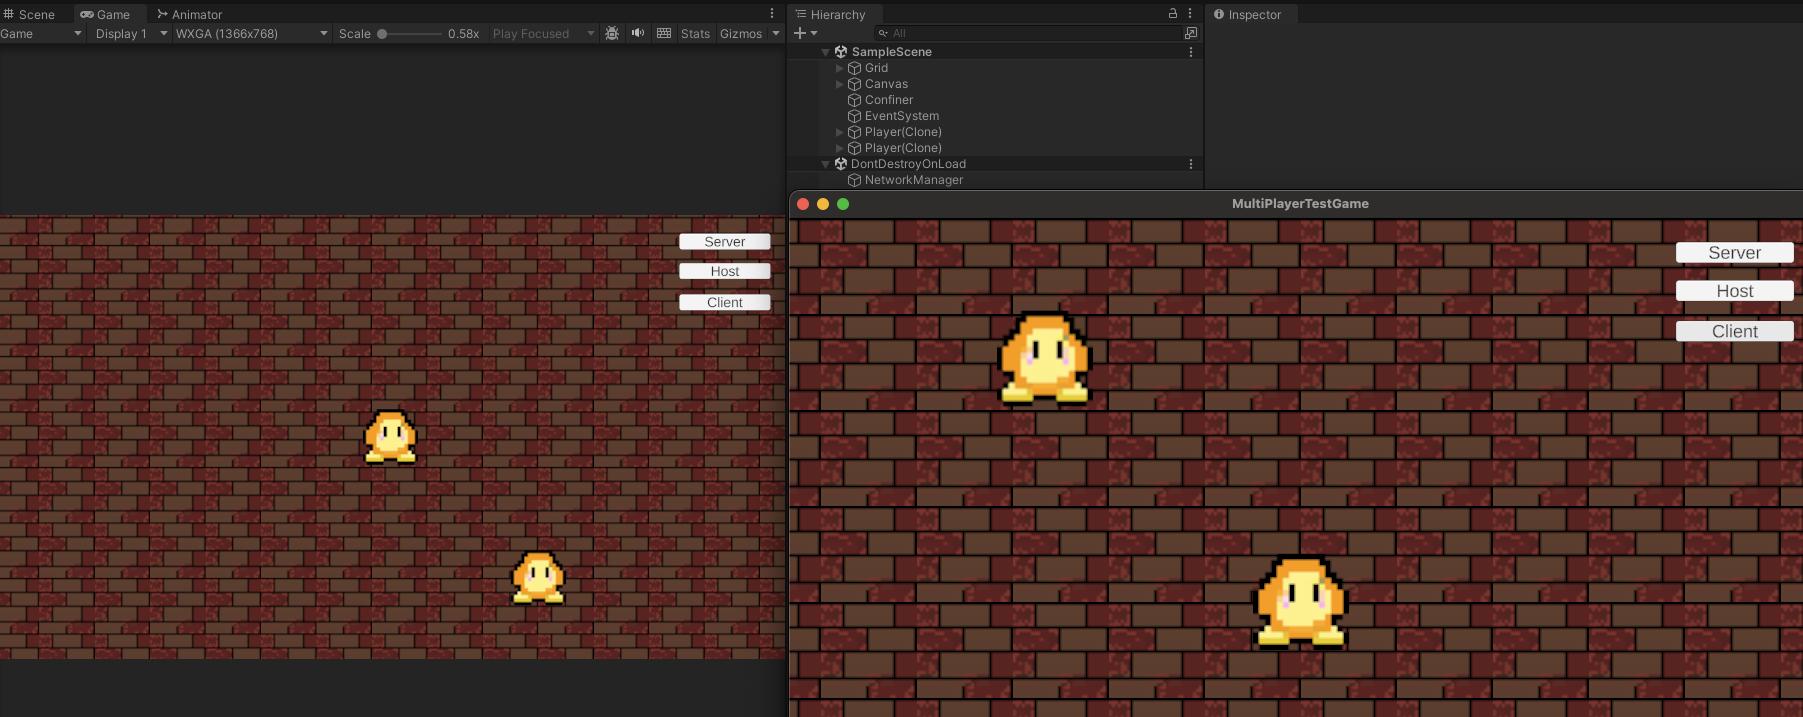 Scene Game Animator
Game Display 1 WXGA (1366x768) Scale 0.58x Play Focused Stats Gizmos
Server
Host
Client
Hierarchy
All
SampleScene
Grid
Canvas
Confiner
EventSystem
Player(Clone)
Player(Clone)
DontDestroyOnLoad
NetworkManager
Inspector
MultiPlayerTestGame
Server
Host
Client